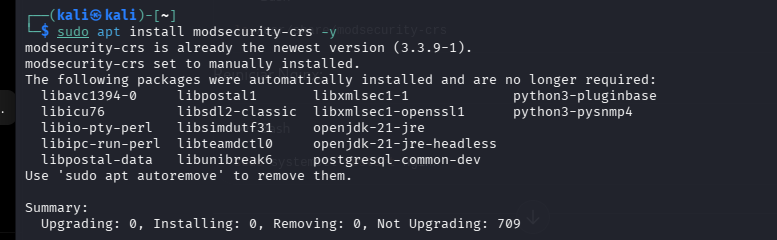 ┌──(kali㉿kali)-[~]
└─$ sudo apt install modsecurity-crs -y
modsecurity-crs is already the newest version (3.3.9-1).
modsecurity-crs set to manually installed.
The following packages were automatically installed and are no longer required:
  libavc1394-0     libpostal1       libxmlsec1-1             python3-pluginbase
  libicu76         libsdl2-classic  libxmlsec1-openssl1      python3-pysnmp4
  libio-pty-perl   libsimdutf31     openjdk-21-jre
  libipc-run-perl  libteamdctl0     openjdk-21-jre-headless
  libpostal-data   libunibreak6     postgresql-common-dev
Use 'sudo apt autoremove' to remove them.
Summary:
  Upgrading: 0, Installing: 0, Removing: 0, Not Upgrading: 709